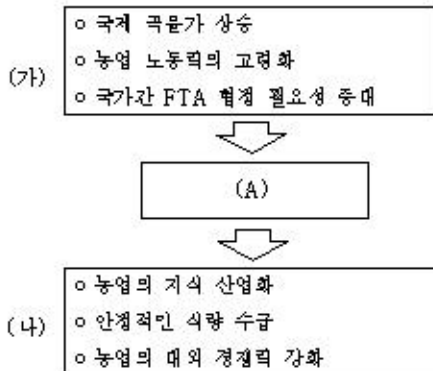 o 국제 곡물가 상승
o 농업 노동력의 고령화
(가)
o 국가간 FTA 협정 필요성 증대
(A)
o 농업의 지식 산업화
(나) o 안정적인 식량 수급
o 농업의 대외 경쟁력 강화